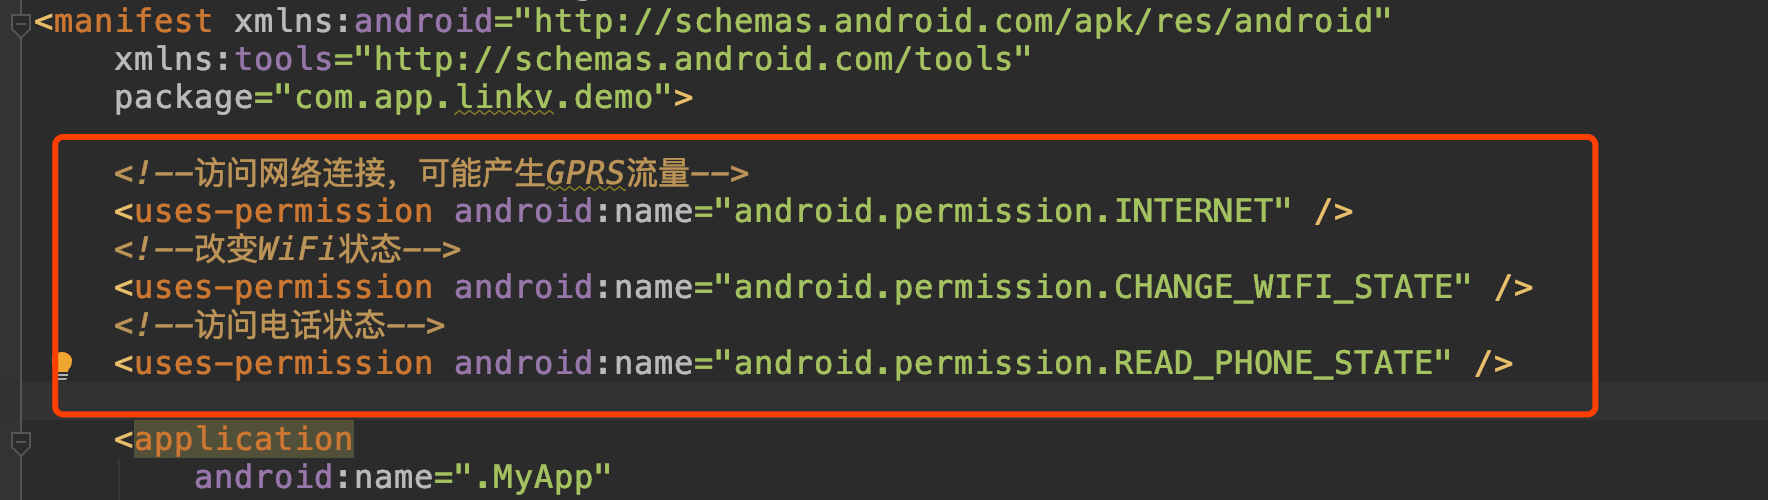 <manifest xmlns:android="http://schemas.android.com/apk/res/android"
xmlns:tools="http://schemas.android.com/tools"
package="com.app.linkv.demo">
<!--访问网络连接，可能产生GPRS流量-->
<uses-permission android:name="android.permission.INTERNET" />
<!--改变WiFi状态-->
<uses-permission android:name="android.permission.CHANGE_WIFI_STATE" />
<!--访问电话状态-->
<uses-permission android:name="android.permission.READ_PHONE_STATE" />
<application
android:name=".MyApp"